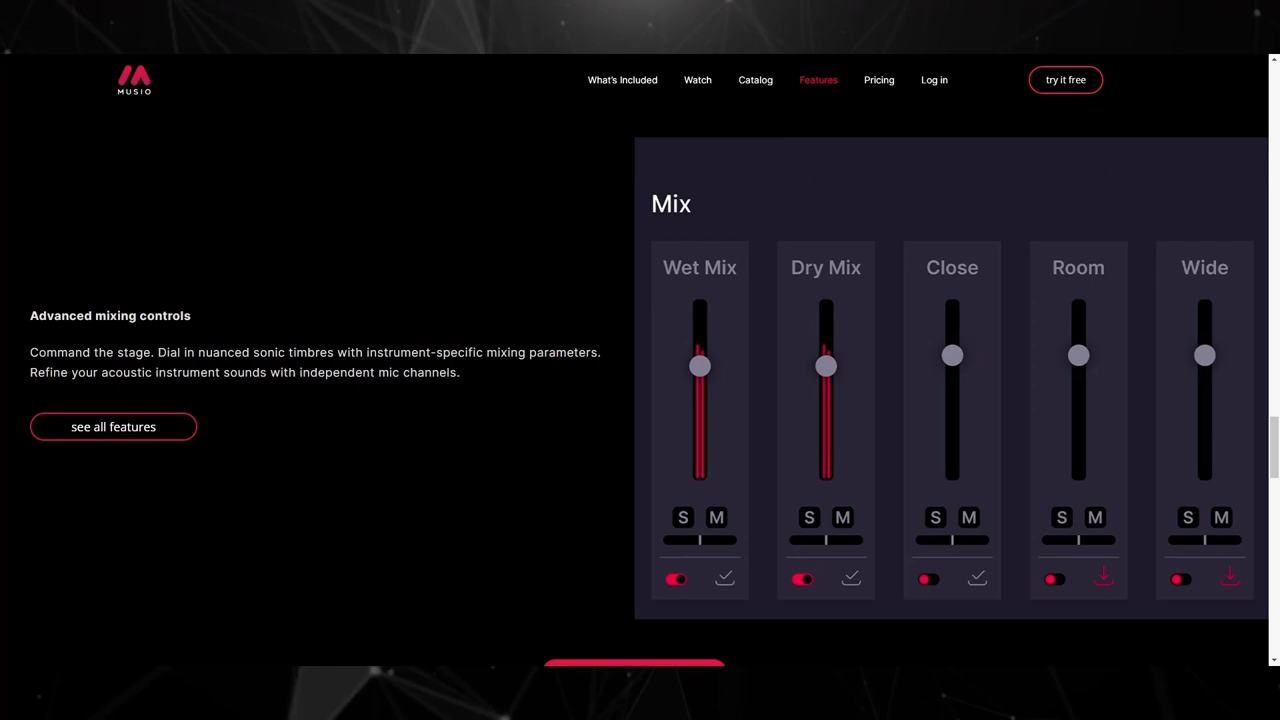 MUSIO
What's Included Watch Catalog Features Pricing Log in try it free
Mix
Wet Mix Dry Mix Close Room Wide
Advanced mixing controls
Command the stage. Dial in nuanced sonic timbres with instrument-specific mixing parameters.
Refine your acoustic instrument sounds with independent mic channels.
see all features
S M S M S M S M S M